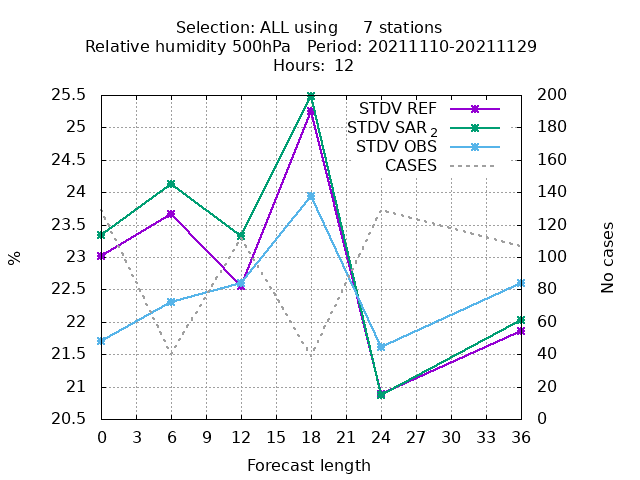 Selection: ALL using 7 stations
Relative humidity 500hPa Period: 20211110-20211129
Hours: 12
STDV REF
STDV SAR 2
STDV OBS
CASES
25.5
25
24.5
24
23.5
23
22.5
22
21.5
21
20.5
%
200
180
160
140
120
100
80
60
40
20
0
No cases
0 3 6 9 12 15 18 21 24 27 30 33 36
Forecast length